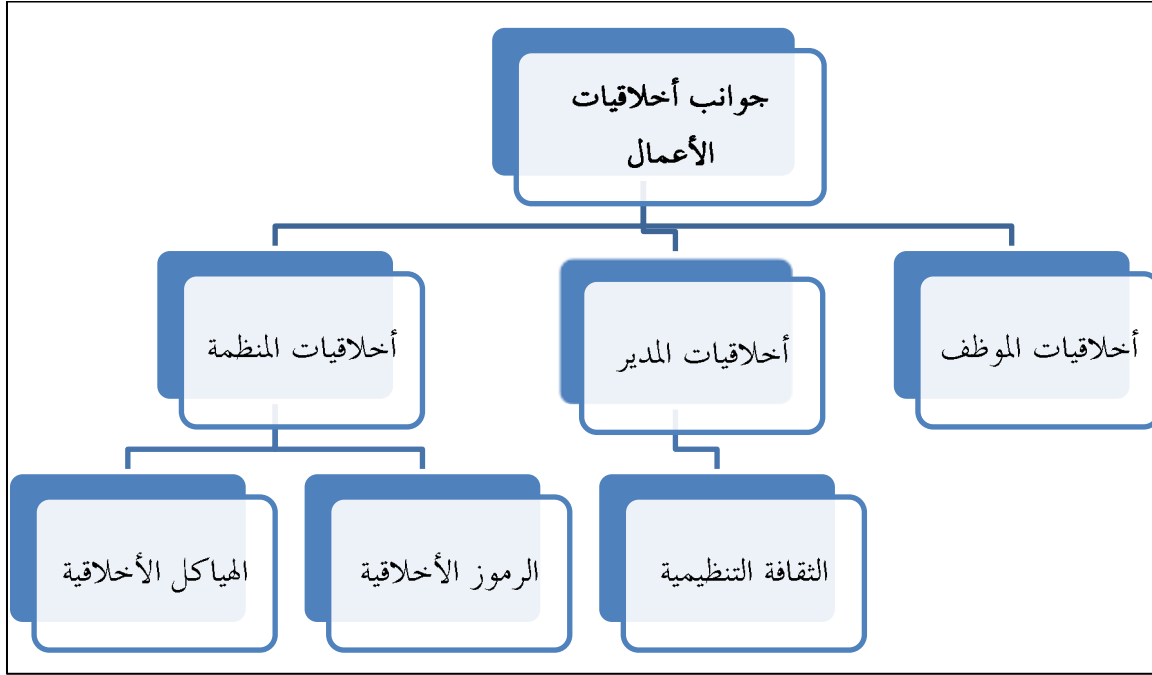 جوانب أخلاقيات
الأعمال
أخلاقيات الموظف
أخلاقيات المدير
أخلاقيات المنظمة
الثقافة التنظيمية
الرموز الأخلاقية
الهياكل الأخلاقية